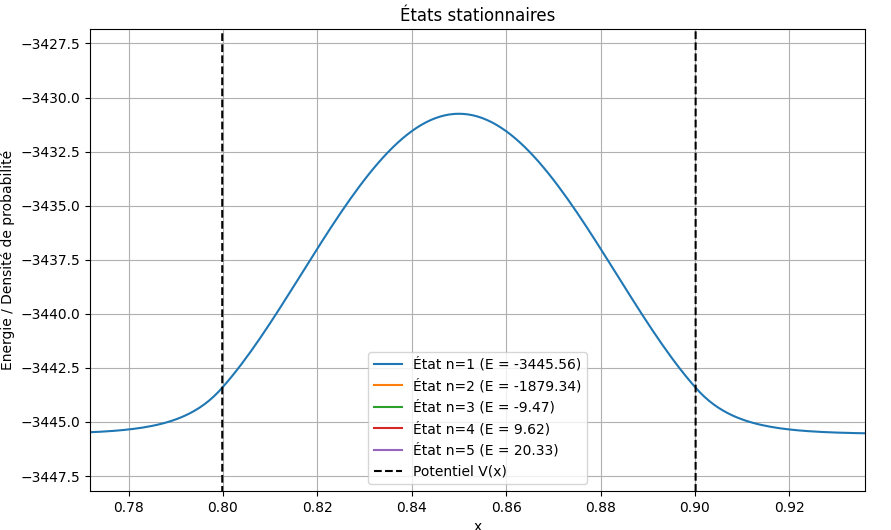 États stationnaires
Énergie / Densité de probabilité
−3427.5
−3430.0
−3432.5
−3435.0
−3437.5
−3440.0
−3442.5
−3445.0
−3447.5
État n=1 (E = -3445.56)
État n=2 (E = -1879.34)
État n=3 (E = -9.47)
État n=4 (E = 9.62)
État n=5 (E = 20.33)
Potentiel V(x)
0.78 0.80 0.82 0.84 0.86 0.88 0.90 0.92
x